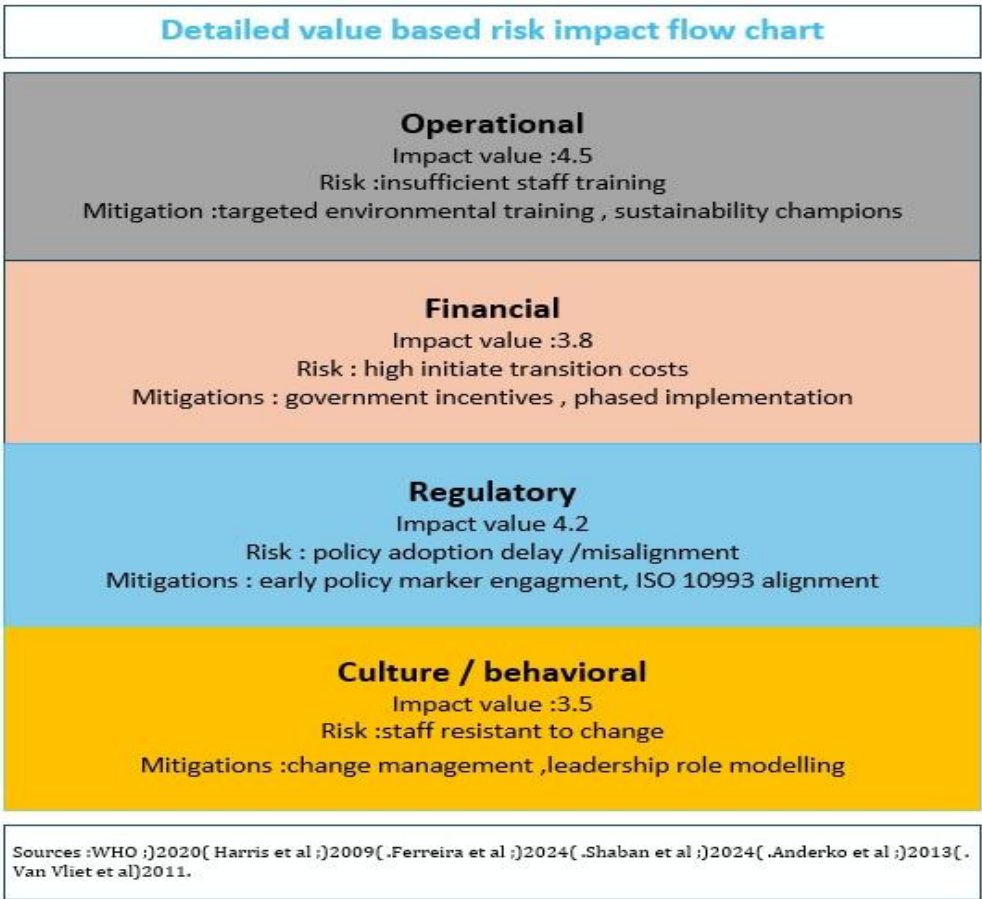 Detailed value based risk impact flow chart
Operational
Impact value :4.5
Risk :insufficient staff training
Mitigation :targeted environmental training , sustainability champions
Financial
Impact value :3.8
Risk : high initiate transition costs
Mitigations : government incentives , phased implementation
Regulatory
Impact value 4.2
Risk : policy adoption delay /misalignment
Mitigations : early policy marker engagment, ISO 10993 alignment
Culture / behavioral
Impact value :3.5
Risk :staff resistant to change
Mitigations :change management ,leadership role modelling
Sources :WHO ;)2020( Harris et al ;)2009( .Ferreira et al ;)2024( .Shaban et al ;)2024( .Anderko et al ;)2013( .
Van Vliet et al)2011.